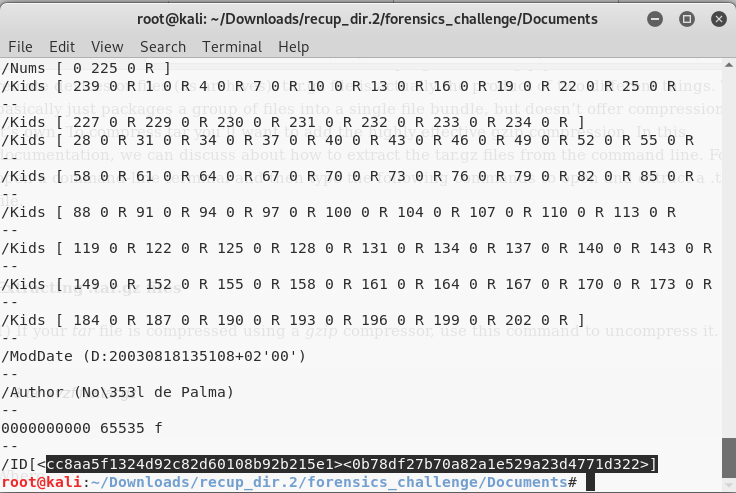 root@kali: ~/Downloads/recup_dir.2/forensics_challenge/Documents
File Edit View Search Terminal Help
/Nums [ 0 225 0 R ]
/Kids [ 239 0 R 1 0 R 4 0 R 7 0 R 10 0 R 13 0 R 16 0 R 19 0 R 22 0 R 25 0 R
--
/Kids [ 227 0 R 229 0 R 230 0 R 231 0 R 232 0 R 233 0 R 234 0 R ]
/Kids [ 28 0 R 31 0 R 34 0 R 37 0 R 40 0 R 43 0 R 46 0 R 49 0 R 52 0 R 55 0 R
--
/Kids [ 58 0 R 61 0 R 64 0 R 67 0 R 70 0 R 73 0 R 76 0 R 79 0 R 82 0 R 85 0 R
--
/Kids [ 88 0 R 91 0 R 94 0 R 97 0 R 100 0 R 104 0 R 107 0 R 110 0 R 113 0 R
--
/Kids [ 119 0 R 122 0 R 125 0 R 128 0 R 131 0 R 134 0 R 137 0 R 140 0 R 143 0 R
--
/Kids [ 149 0 R 152 0 R 155 0 R 158 0 R 161 0 R 164 0 R 167 0 R 170 0 R 173 0 R
--
/Kids [ 184 0 R 187 0 R 190 0 R 193 0 R 196 0 R 199 0 R 202 0 R ]
--
/ModDate (D:20030818135108+02'00')
--
/Author (No\353l de Palma)
--
0000000000 65535 f
--
/ID[<cc8aa5f1324d92c82d60108b92b215e1><0b78df27b70a82a1e529a23d4771d322>]
root@kali:~/Downloads/recup_dir.2/forensics_challenge/Documents#